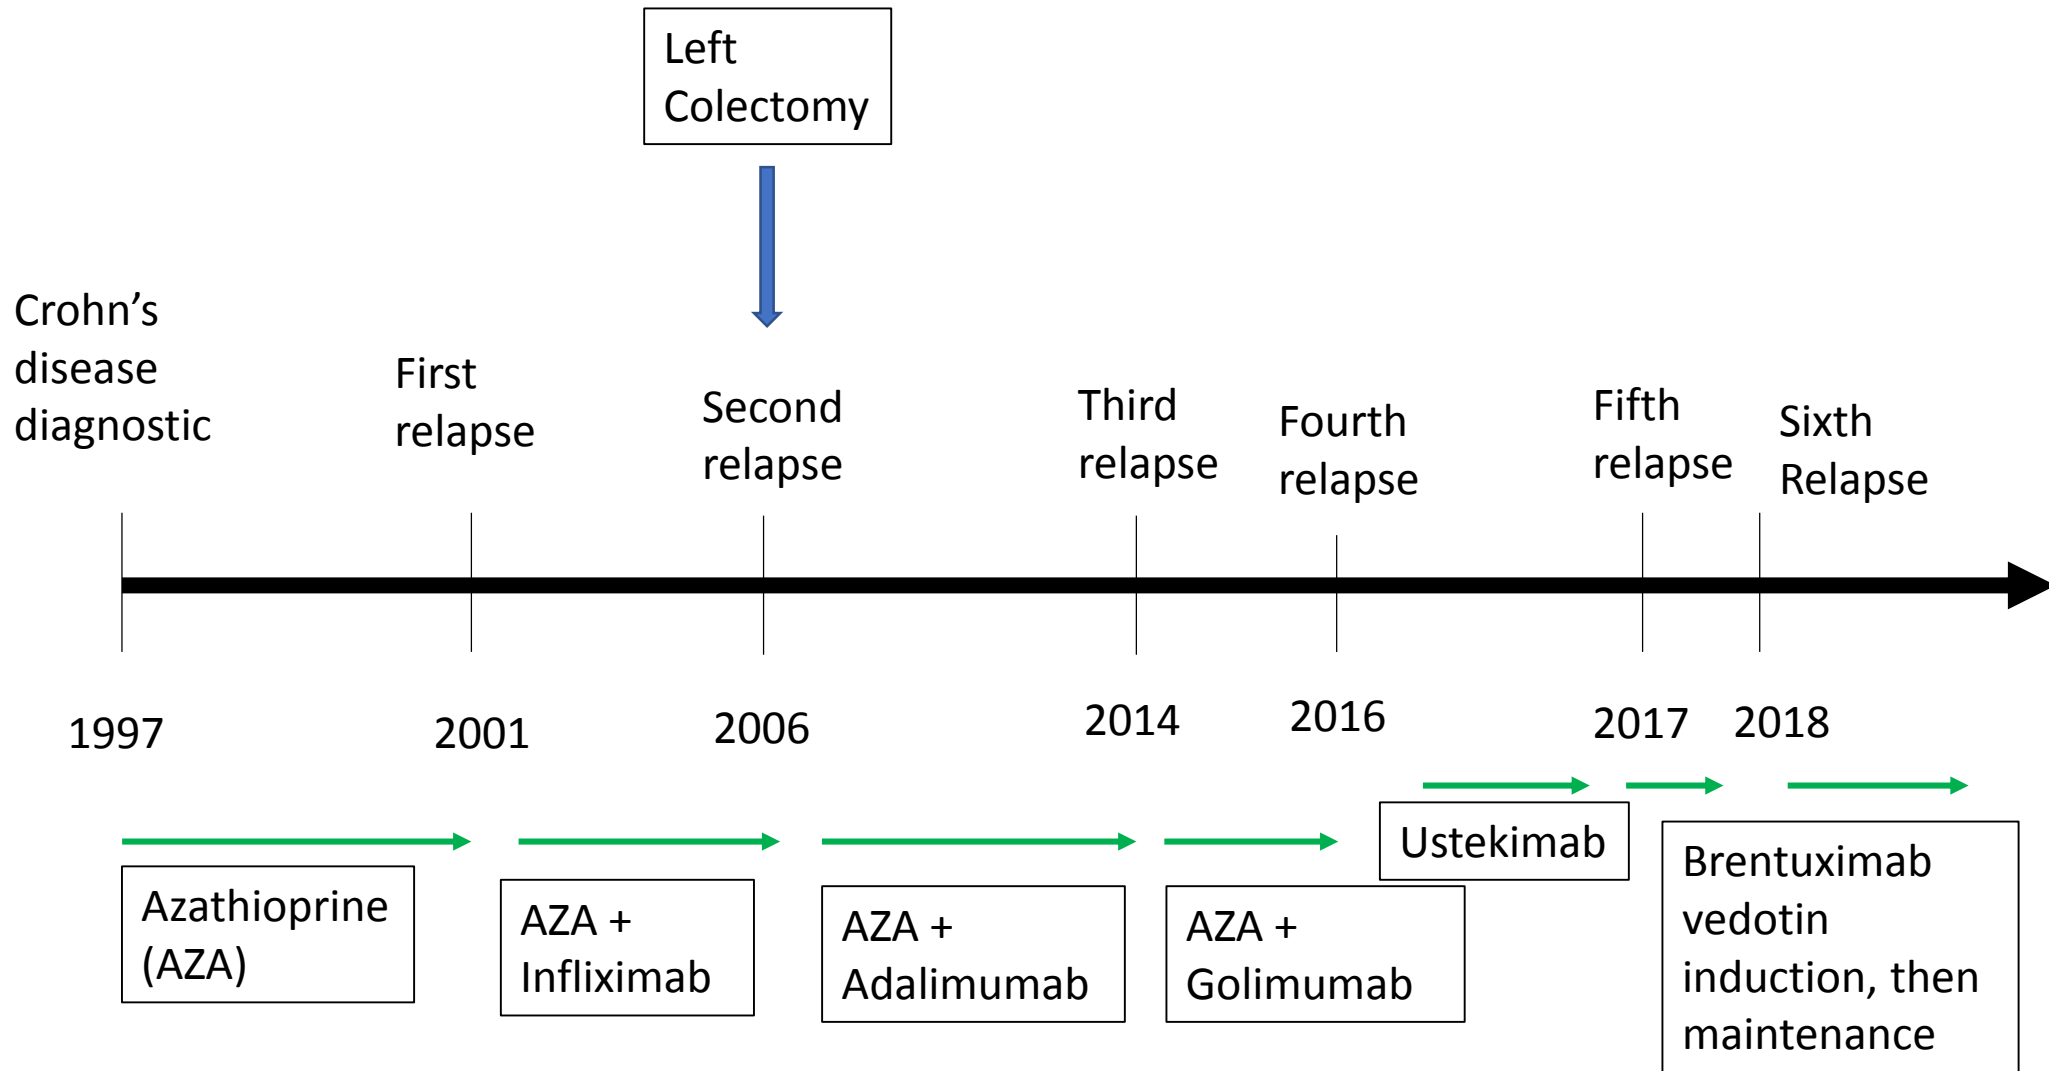 Left
Colectomy
Crohn’s
disease
diagnostic
First
relapse
Second
relapse
Third
relapse
Fourth
relapse
Fifth
relapse
Sixth
Relapse
1997
2001
2006
2014
2016
2017
2018
Azathioprine
(AZA)
AZA +
Infliximab
AZA +
Adalimumab
AZA +
Golimumab
Ustekimab
Brentuximab
vedotin
induction, then
maintenance